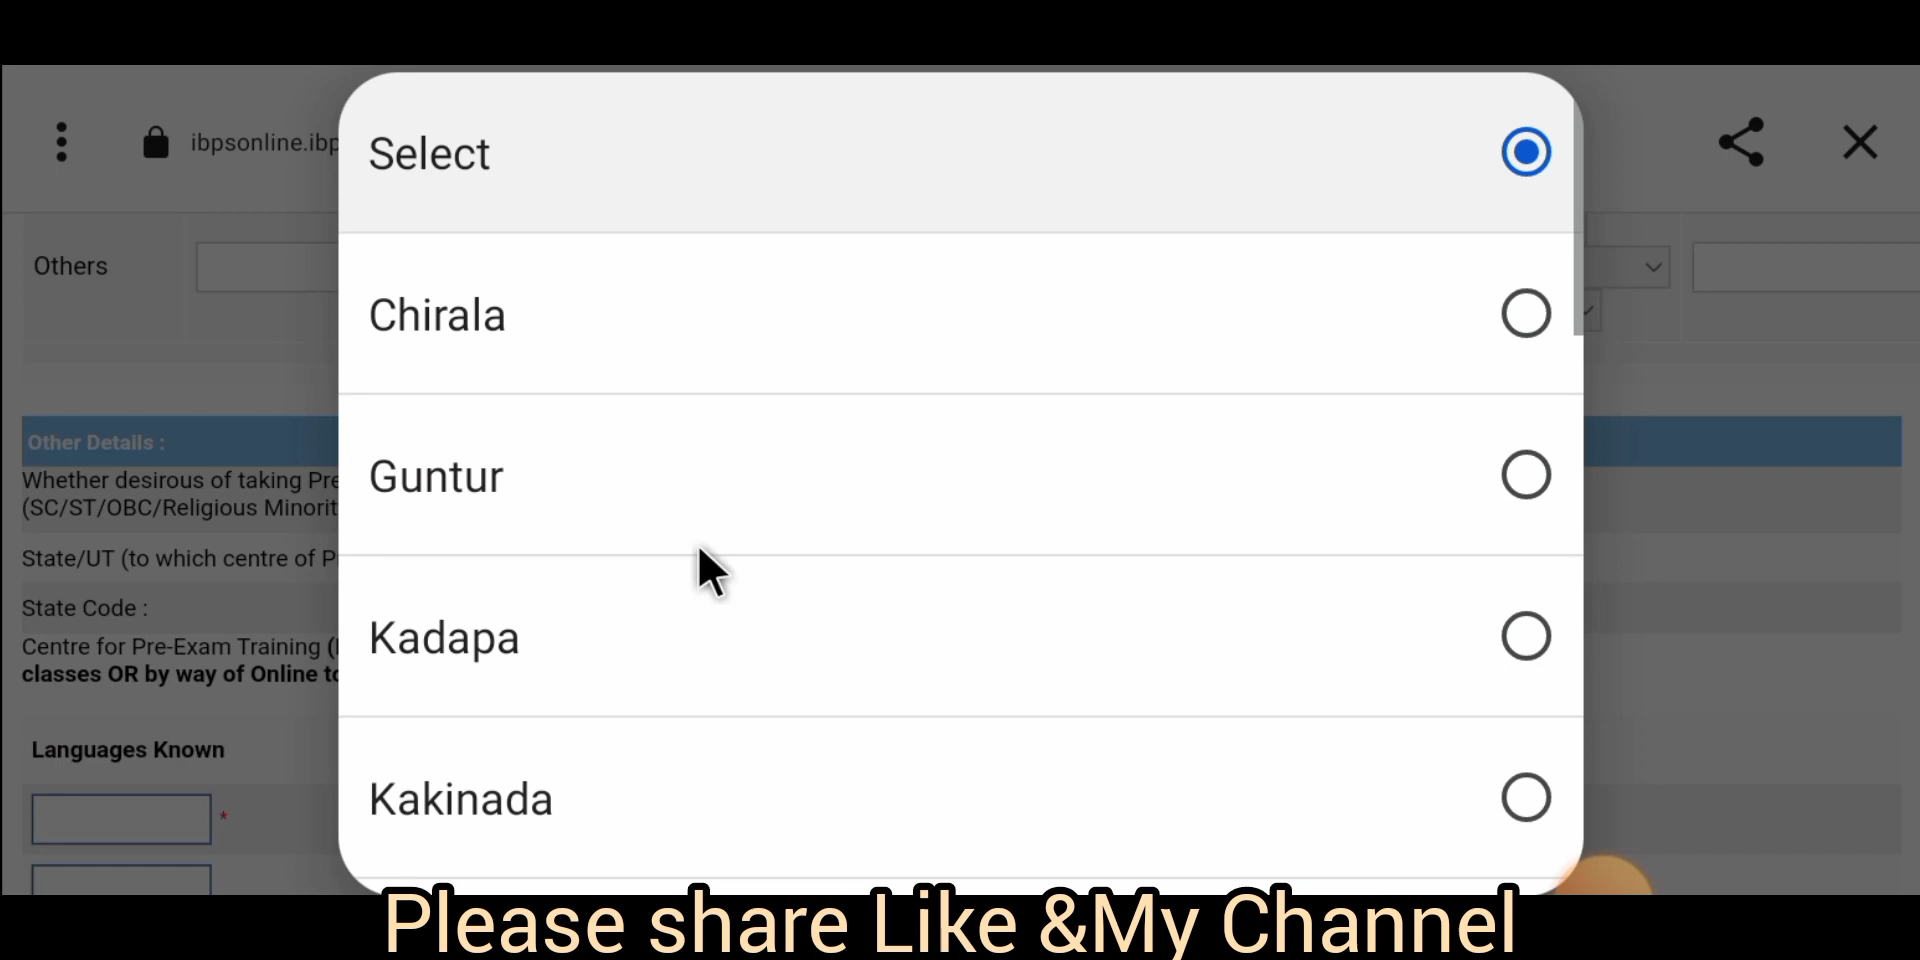 ibpsonline.ibp
Select
Chirala
Guntur
Kadapa
Kakinada
Others
Other Details :
Whether desirous of taking Pre
(SC/ST/OBC/Religious Minorit
State/UT (to which centre of P
State Code :
Centre for Pre-Exam Training (
classes OR by way of Online to
Languages Known
*
Please share Like &My Channel